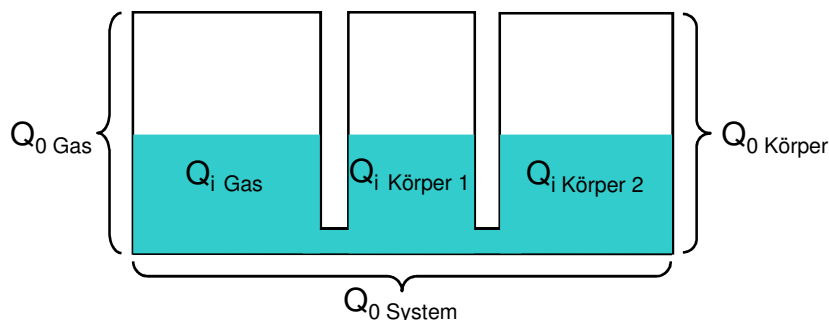 Q0 Gas
Qi Gas
Qi Körper 1
Qi Körper 2
Q0 Körper
Q0 System